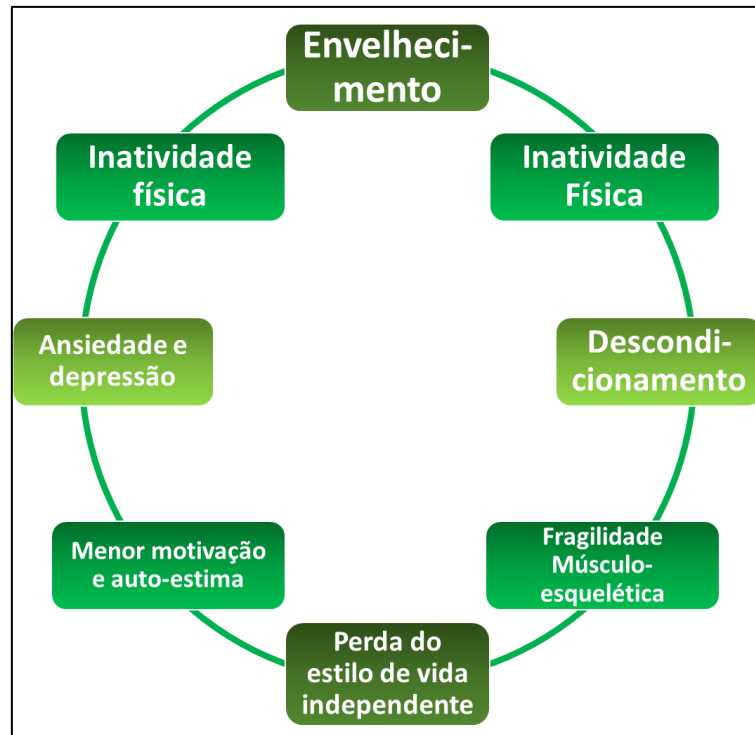 Envelheci-
mento
Inatividade
física
Inatividade
Física
Ansiedade e
depressão
Descondi-
cionamento
Menor motivação
e auto-estima
Fragilidade
Músculo-
esquelética
Perda do
estilo de vida
independente